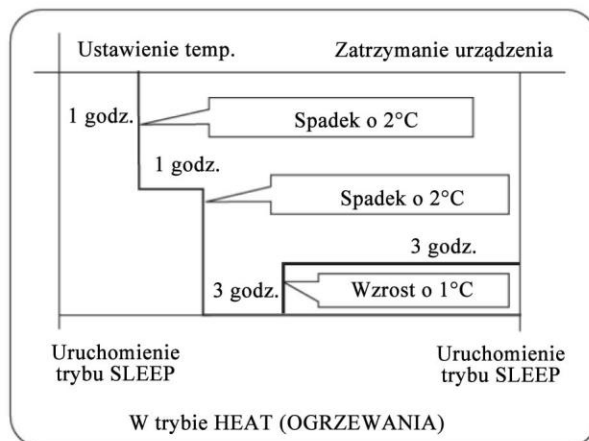 Ustawienie temp.
Zatrzymanie urządzenia
1 godz.
Spadek o 2°C
1 godz.
Spadek o 2°C
3 godz.
3 godz.
Wzrost o 1°C
Uruchomienie
trybu SLEEP
Uruchomienie
trybu SLEEP
W trybie HEAT (OGRZEWANIA)